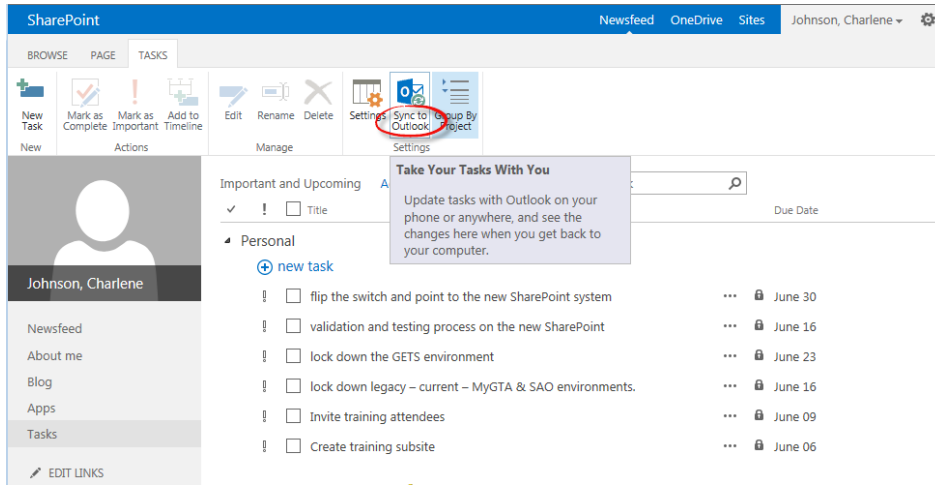 SharePoint
Newsfeed OneDrive Sites Johnson, Charlene
BROWSE PAGE TASKS
New Task
Mark as Complete
Mark as Important
Add to Timeline
Edit
Rename
Delete
Settings
Sync to Outlook
Group By Project
New Actions Manage Settings
Take Your Tasks With You
Update tasks with Outlook on your
phone or anywhere, and see the
changes here when you get back to
your computer.
Important and Upcoming
Title Due Date
Johnson, Charlene
Newsfeed
About me
Blog
Apps
Tasks
EDIT LINKS
Personal
new task
flip the switch and point to the new SharePoint system ••• June 30
validation and testing process on the new SharePoint ••• June 16
lock down the GETS environment ••• June 23
lock down legacy – current – MyGTA & SAO environments. ••• June 16
Invite training attendees ••• June 09
Create training subsite ••• June 06